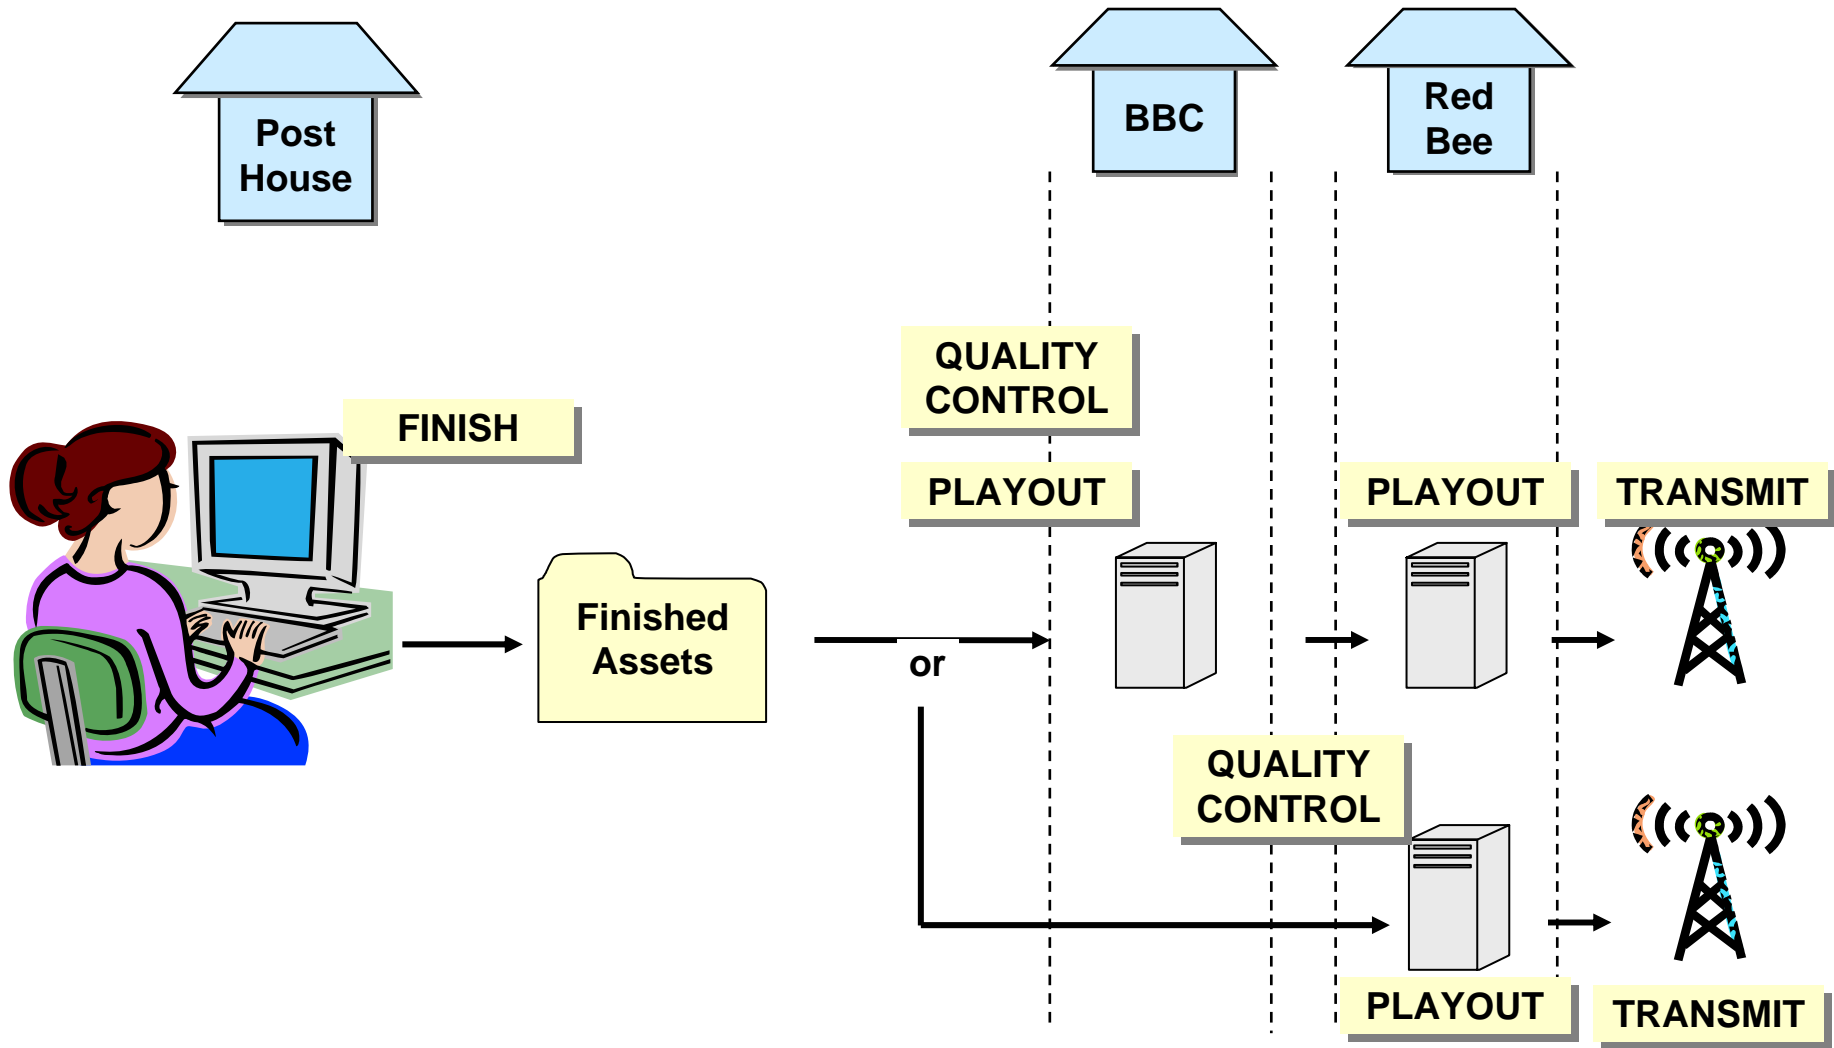 Post
House
BBC
Red
Bee
QUALITY
CONTROL
FINISH
PLAYOUT
PLAYOUT
TRANSMIT
Finished
Assets
or
QUALITY
CONTROL
PLAYOUT
TRANSMIT